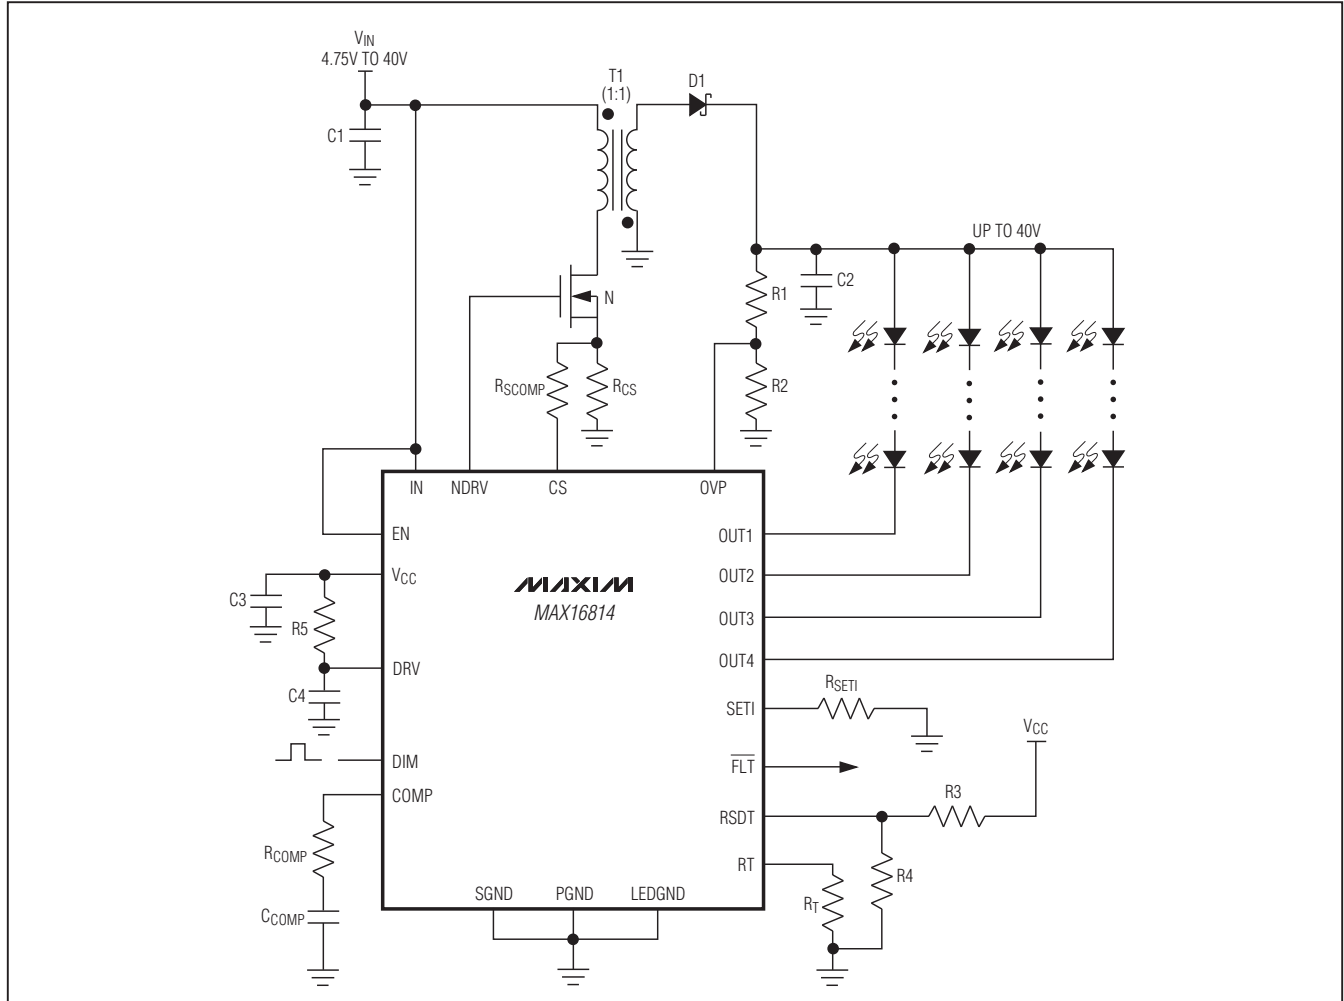 VIN
4.75V TO 40V
T1
(1:1)
D1
C1
UP TO 40V
C2
R1
N
R2
RSCOMP
RCS
IN
NDRV
CS
OVP
EN
OUT1
VCC
OUT2
C3
R5
MAXIM
MAX16814
OUT3
DRV
OUT4
C4
SETI
RSETI
VCC
DIM
FLT
COMP
R3
RSDT
RCOMP
RT
R4
SGND
PGND
LEDGND
RT
CCOMP